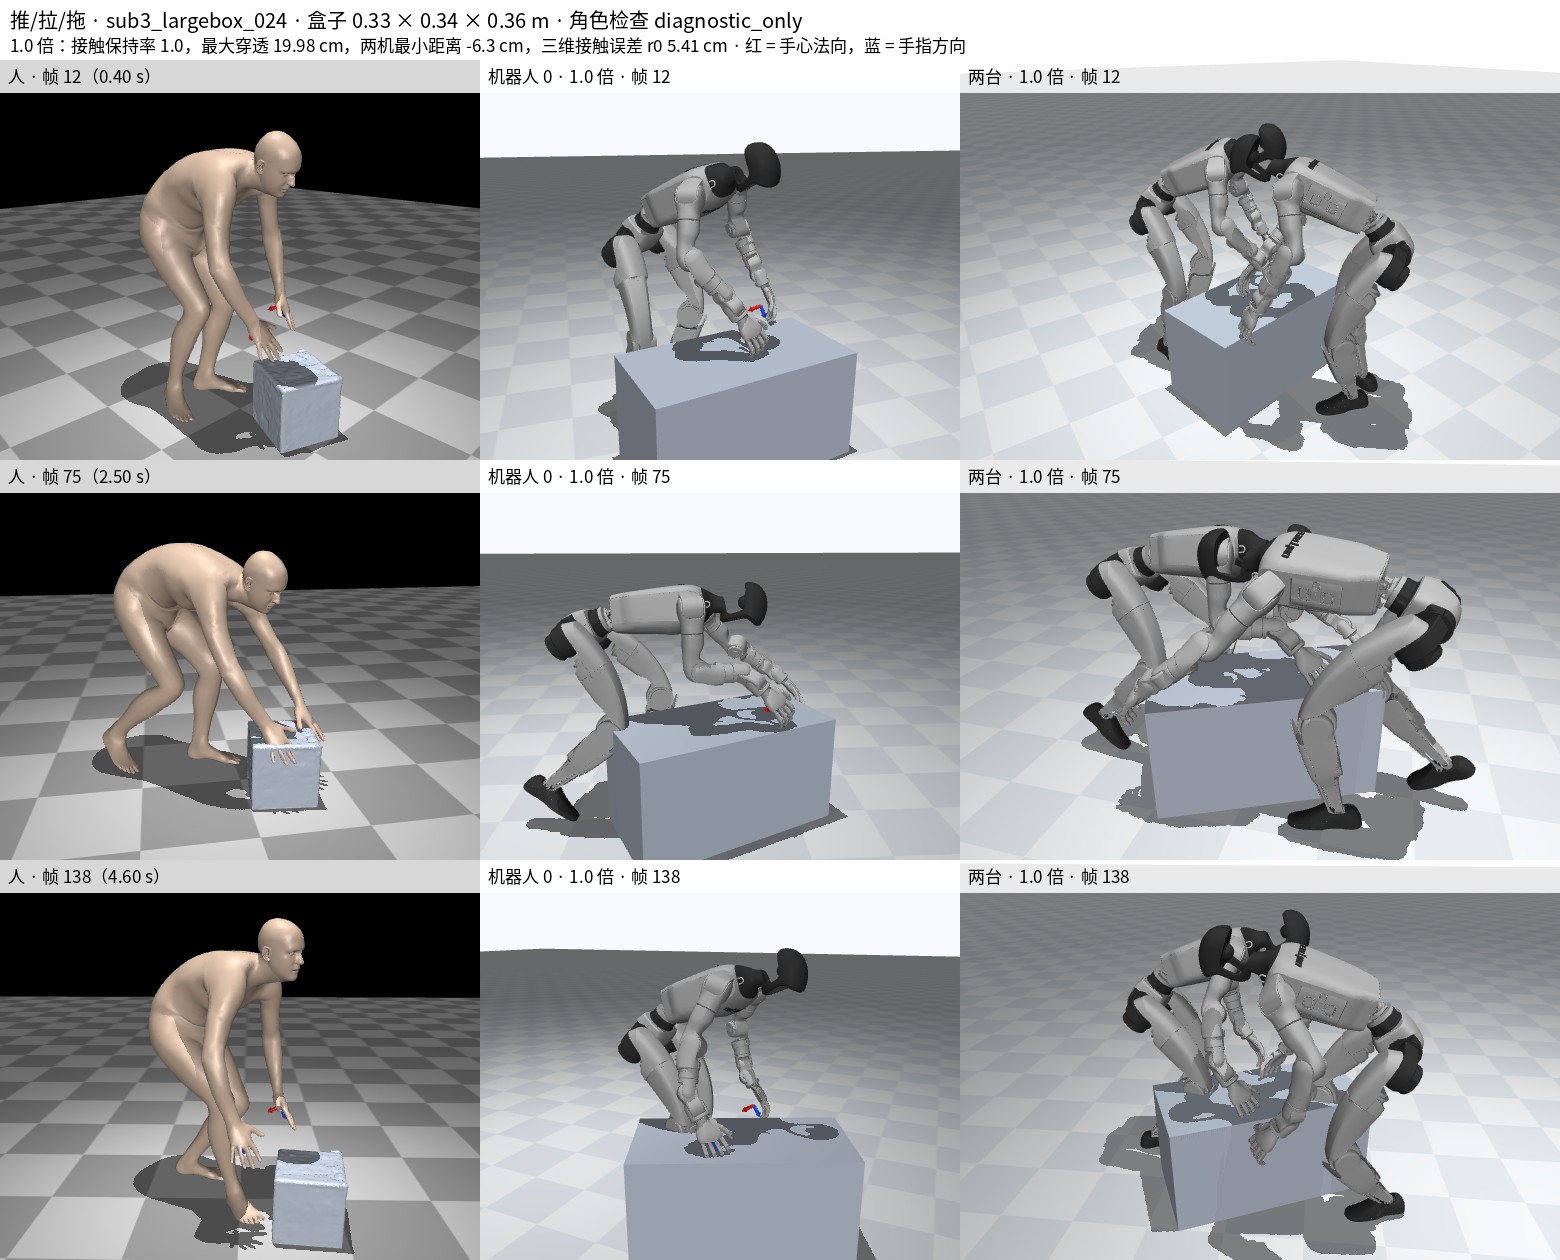 推/拉/拖 · sub3_largebox_024 · 盒子 0.33 × 0.34 × 0.36 m · 角色检查 diagnostic_only
1.0 倍：接触保持率 1.0，最大穿透 19.98 cm，两机最小距离 -6.3 cm，三维接触误差 r0 5.41 cm · 红 = 手心法向，蓝 = 手指方向
人 · 帧 12（0.40 s）
机器人 0 · 1.0 倍 · 帧 12
两台 · 1.0 倍 · 帧 12
人 · 帧 75（2.50 s）
机器人 0 · 1.0 倍 · 帧 75
两台 · 1.0 倍 · 帧 75
人 · 帧 138（4.60 s）
机器人 0 · 1.0 倍 · 帧 138
两台 · 1.0 倍 · 帧 138